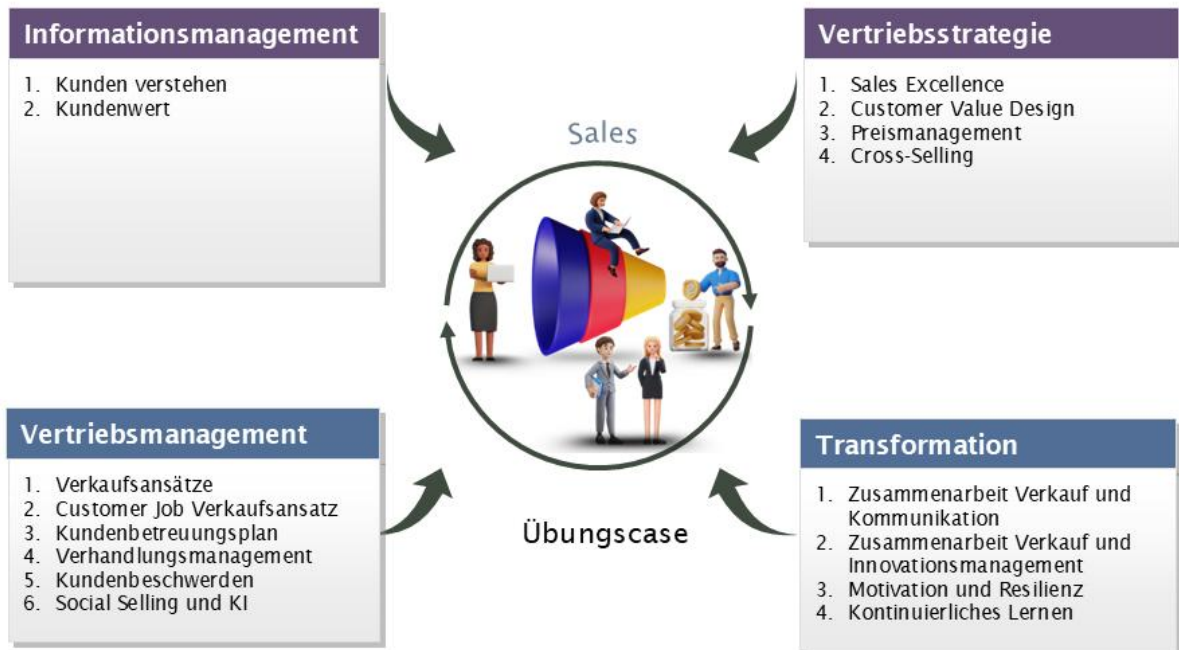 Informationsmanagement
1. Kunden verstehen
2. Kundenwert
Vertriebsstrategie
1. Sales Excellence
2. Customer Value Design
3. Preismanagement
4. Cross-Selling
Sales
Vertriebsmanagement
1. Verkaufsansätze
2. Customer Job Verkaufsansatz
3. Kundenbetreuungsplan
4. Verhandlungsmanagement
5. Kundenbeschwerden
6. Social Selling und KI
Übungscase
Transformation
1. Zusammenarbeit Verkauf und
Kommunikation
2. Zusammenarbeit Verkauf und
Innovationsmanagement
3. Motivation und Resilienz
4. Kontinuierliches Lernen